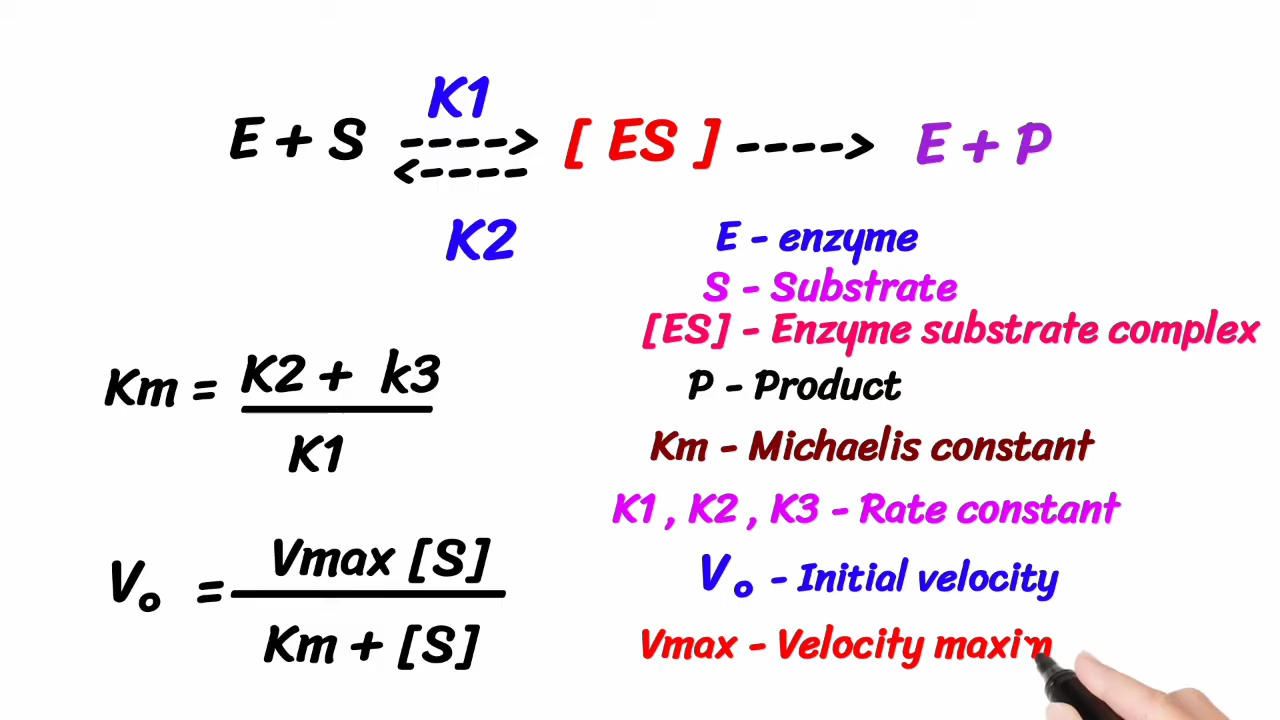 K1
E + S ----> [ ES ] ----> E + P
<----
K2
E - enzyme
S - Substrate
[ES] - Enzyme substrate complex
P - Product
Km = K2 + k3
K1
Km - Michaelis constant
K1 , K2 , K3 - Rate constant
Vo = Vmax [S]
Km + [S]
Vo - Initial velocity
Vmax - Velocity maxim